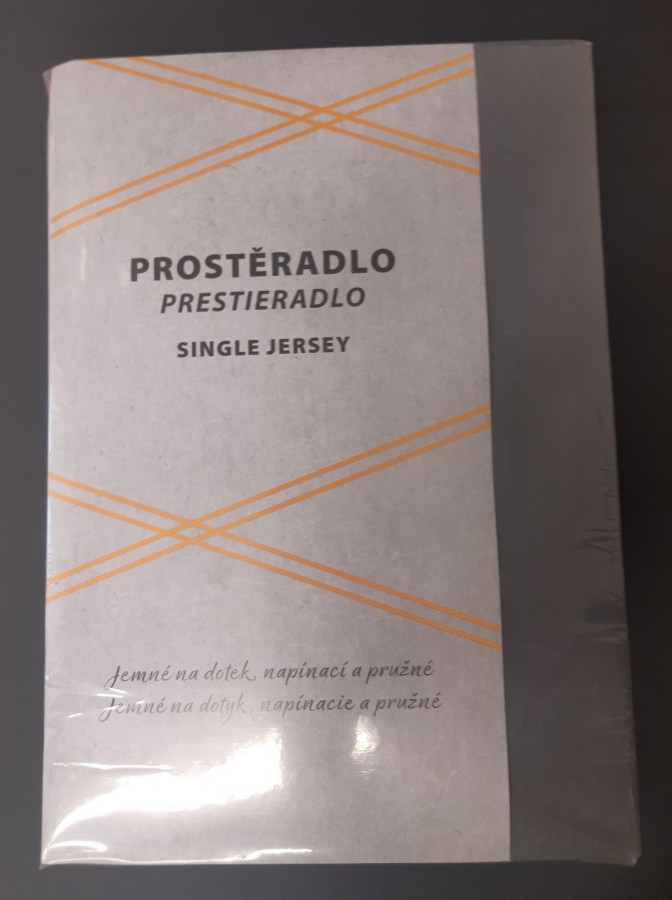 PROSTĚRADLO
PRESTIERADLO
SINGLE JERSEY
Jemné na dotek, napínací a pružné
Jemné na dotyk, napínacie a pružné